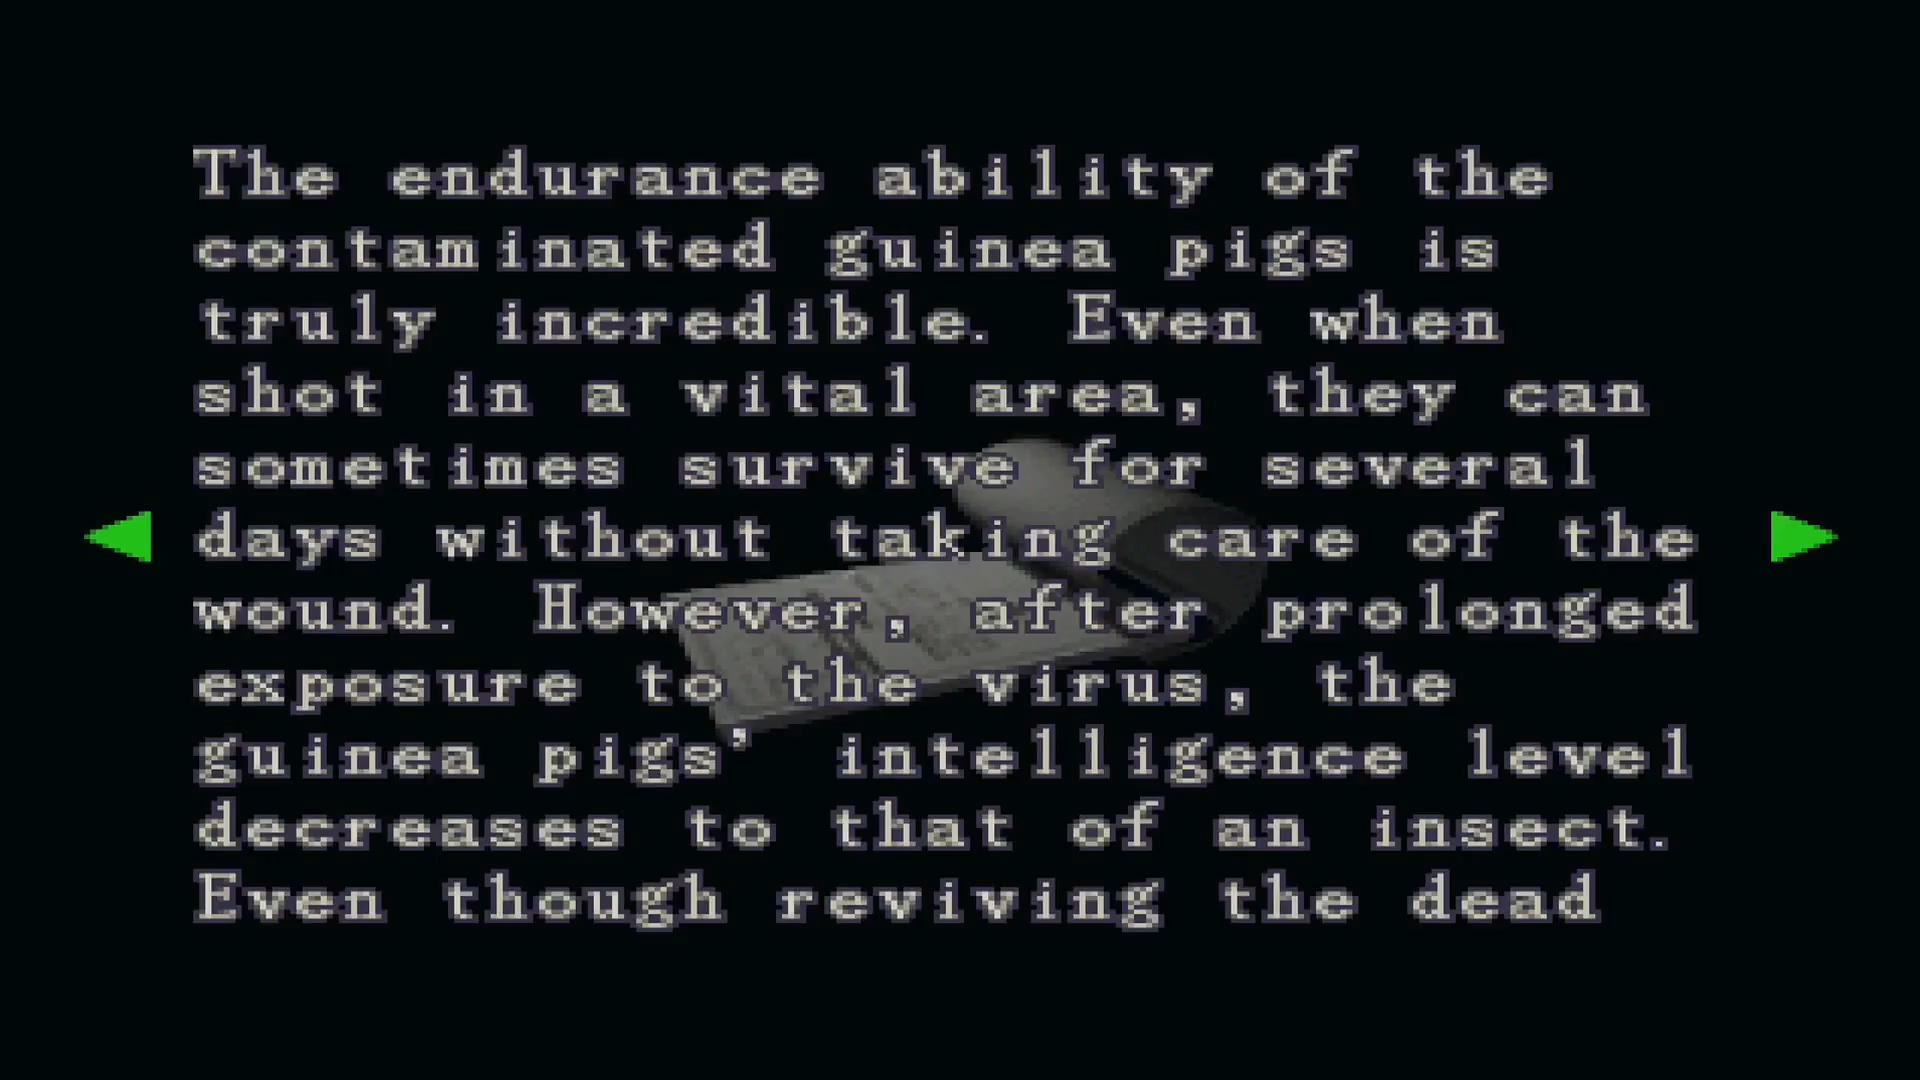 The endurance ability of the
contaminated guinea pigs is
truly incredible. Even when
shot in a vital area, they can
sometimes survive for several
days without taking care of the
wound. However, after prolonged
exposure to the virus, the
guinea pigs' intelligence level
decreases to that of an insect.
Even though reviving the dead